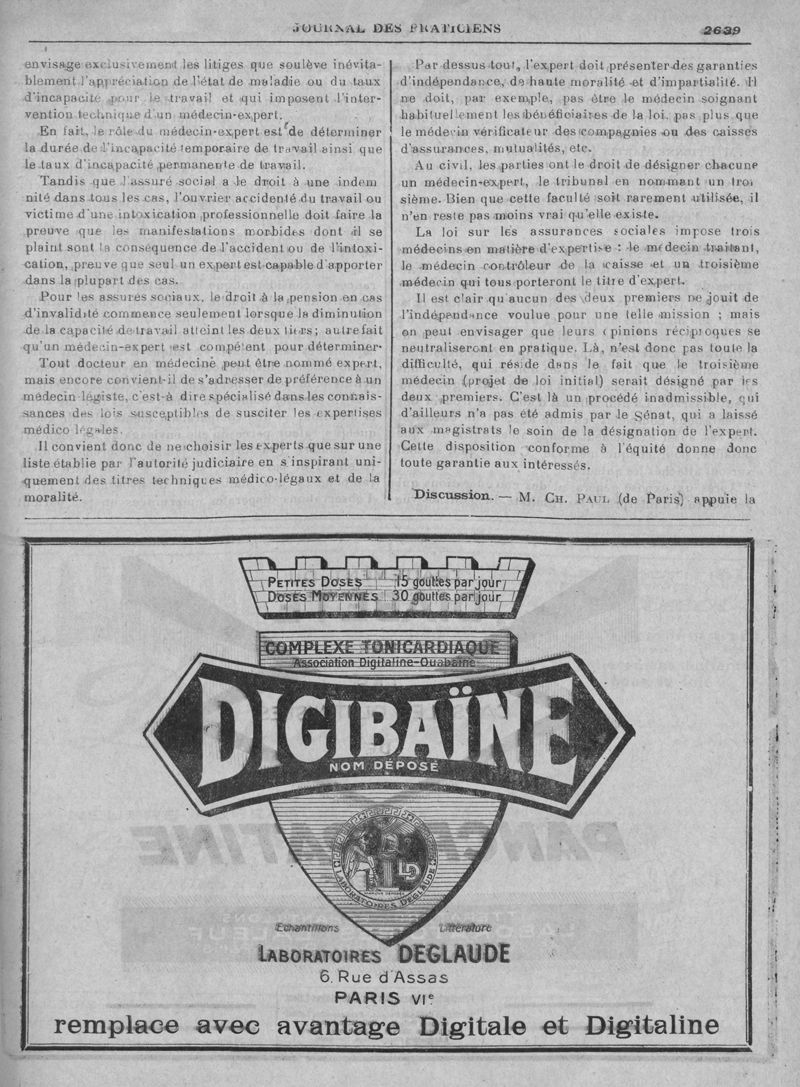 JOURNAL DES PRATICIENS
2639
envisage exclusivement les litiges que soulève inévita-
blement l'appréciation de l'état de maladie ou du taux
d'incapacité pour le travail et qui imposent l'inter-
vention technique d'un médecin-expert.
En fait, le rôle du médecin-expert est de déterminer
la durée de l'incapacité temporaire de travail ainsi que
le taux d'incapacité permanente de travail.
Tandis que l'assuré social a le droit à une indem
nité dans tous les cas, l'ouvrier accidenté du travail ou
victime d'une intoxication professionnelle doit faire la
preuve que les manifestations morbides dont il se
plaint sont la conséquence de l'accident ou de l'intoxi-
cation, preuve que seul un expert est capable d'apporter
dans la plupart des cas.
Pour les assurés sociaux, le droit à la pension en cas
d'invalidité commence seulement lorsque la diminution
de la capacité de travail atteint les deux tiers; autre fait
qu'un médecin-expert est compétent pour déterminer.
Tout docteur en médecine peut être nommé expert,
mais encore convient-il de s'adresser de préférence à un
médecin légiste, c'est-à dire spécialisé dans les connais-
sances des lois susceptibles de susciter les expertises
médico légales.
Il convient donc de ne choisir les experts que sur une
liste établie par l'autorité judiciaire en s'inspirant uni-
quement des titres techniques médico-légaux et de la
moralité.
Par dessus tout, l'expert doit présenter des garanties
d'indépendance, de haute moralité et d'impartialité. Il
ne doit, par exemple, pas être le médecin soignant
habituellement les bénéficiaires de la loi, pas plus que
le médecin vérificateur des compagnies ou des caisses
d'assurances, mutualités, etc.
Au civil, les parties ont le droit de désigner chacune
un médecin-expert, le tribunal en nommant un troi
sième. Bien que cette faculté soit rarement utilisée, il
n'en reste pas moins vrai qu'elle existe.
La loi sur les assurances sociales impose trois
médecins en matière d'expertise : le médecin traitant,
le médecin contrôleur de la caisse et un troisième
médecin qui tous porteront le titre d'expert.
Il est clair qu'aucun des deux premiers ne jouit de
l'indépendance voulue pour une telle mission ; mais
on peut envisager que leurs opinions réciproques se
neutraliseront en pratique. Là, n'est donc pas toute la
difficulté, qui réside dans le fait que le troisième
médecin (projet de loi initial) serait désigné par les
deux premiers. C'est là un procédé inadmissible, qui
d'ailleurs n'a pas été admis par le Sénat, qui a laissé
aux magistrats le soin de la désignation de l'expert.
Cette disposition conforme à l'équité donne donc
toute garantie aux intéressés.
Discussion. — M. CH. PAUL (de Paris) appuie la
PETITES DOSES 15 gouttes par jour
DOSES MOYENNES 30 gouttes par jour
COMPLEXE TONICARDIAQUE
Association Digitaline-Ouabaïne
DIGIBAÏNE
NOM DÉPOSÉ
LD
LABORATOIRES DEGLAUDE
Echantillons Littérature
LABORATOIRES DEGLAUDE
6. Rue d'Assas
PARIS VIe
remplace avec avantage Digitale et Digitaline